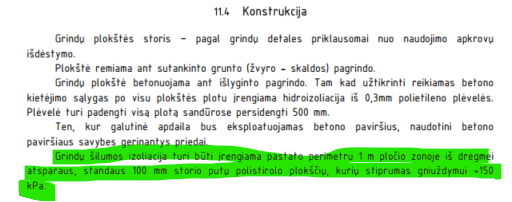 11.4 Konstrukcija
Grindų plokštės storis – pagal grindų detales priklausomai nuo naudojimo apkrovų
išdėstymo.
Plokštė remiama ant sutankinto grunto (žvyro - skaldos) pagrindo.
Grindų plokštė betonuojama ant išlyginto pagrindo. Tam kad užtikrinti reikiamas betono
kietėjimo sąlygas po visu plokštės plotu įrengiama hidroizoliacija iš 0,3mm polietileno plėvelės.
Plėvelė turi padengti visą plotą sandūrose persidengti 500 mm.
Ten, kur galutinė apdaila bus eksploatuojamas betono paviršius, naudotini betono
paviršiaus savybes gerinantys priedai.
Grindų šilumos izoliacija turi būti įrengiama pastato perimetru 1 m pločio zonoje iš drėgmei
atsparaus, standaus 100 mm storio putų polistirolo plokščių, kurių stiprumas gniuždymui >150
kPa.